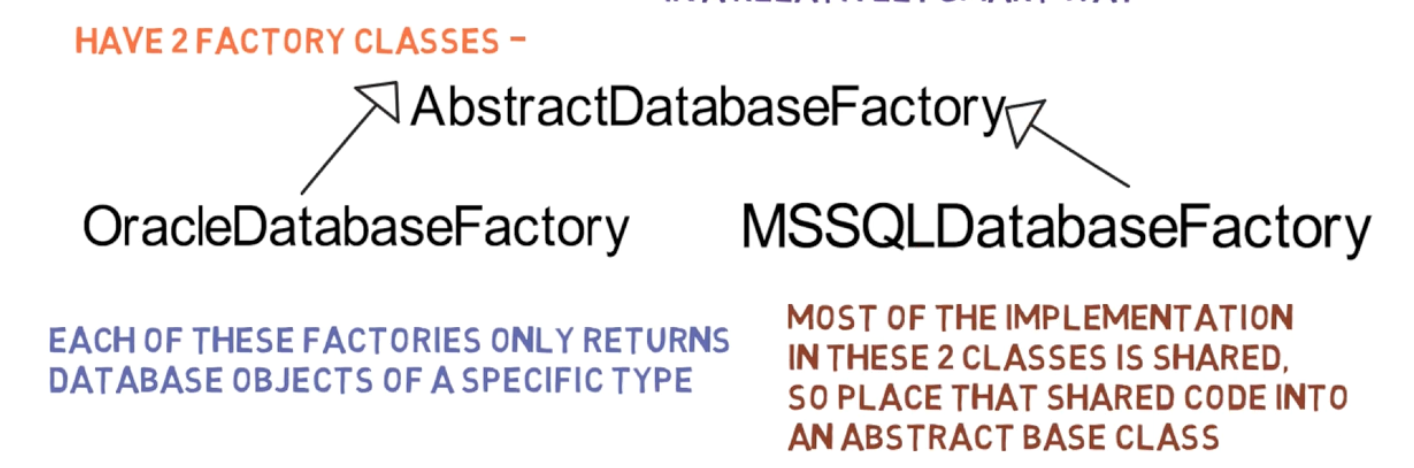 HAVE 2 FACTORY CLASSES -
AbstractDatabaseFactory
OracleDatabaseFactory
MSSQLDatabaseFactory
EACH OF THESE FACTORIES ONLY RETURNS
DATABASE OBJECTS OF A SPECIFIC TYPE
MOST OF THE IMPLEMENTATION
IN THESE 2 CLASSES IS SHARED,
SO PLACE THAT SHARED CODE INTO
AN ABSTRACT BASE CLASS